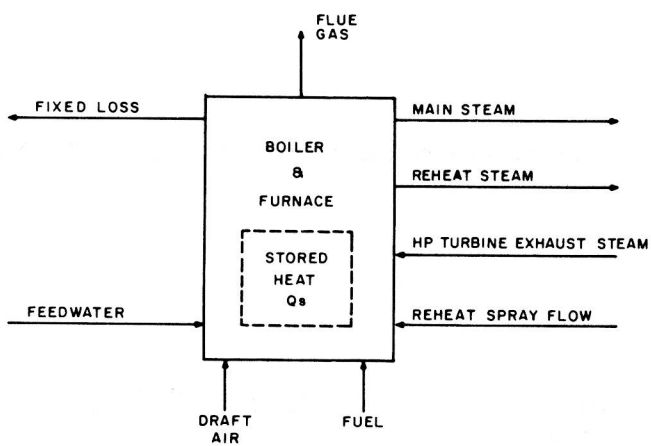 FLUE
GAS
FIXED LOSS
MAIN STEAM
BOILER
&
FURNACE
REHEAT STEAM
HP TURBINE EXHAUST STEAM
STORED
HEAT
Qs
FEEDWATER
REHEAT SPRAY FLOW
DRAFT
AIR
FUEL